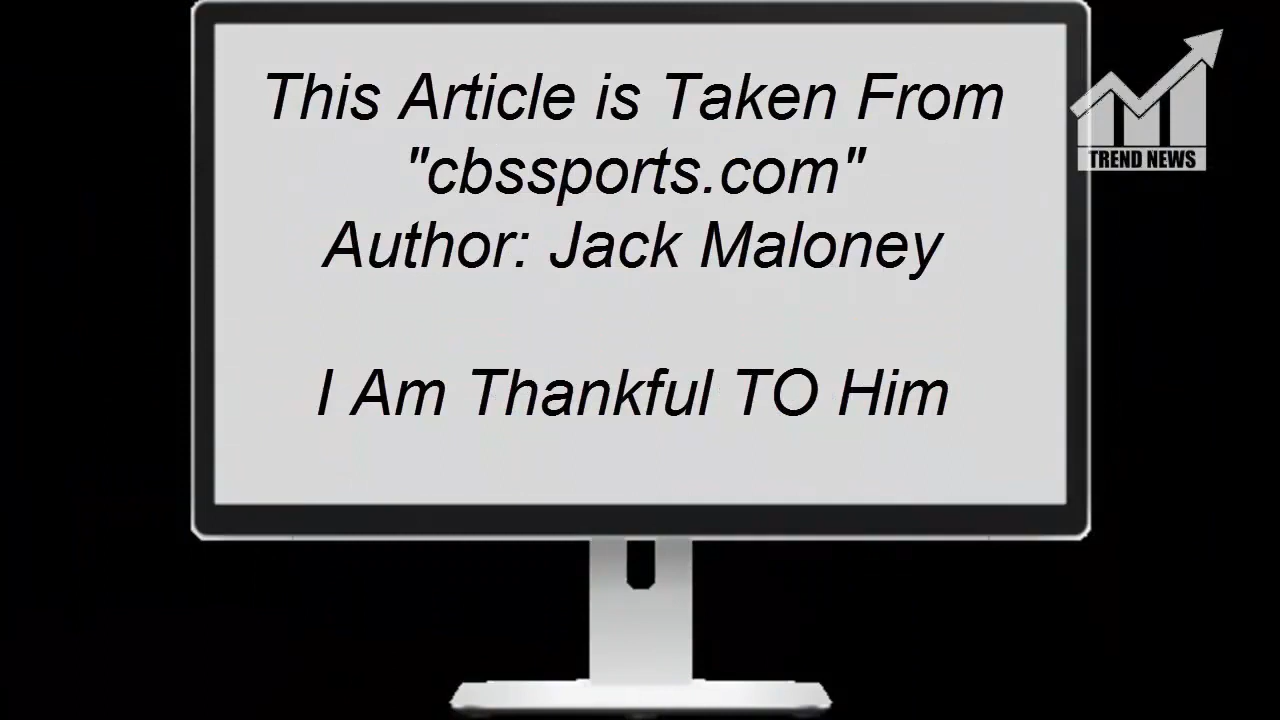 This Article is Taken From
"cbssports.com"
Author: Jack Maloney
I Am Thankful TO Him
TREND NEWS